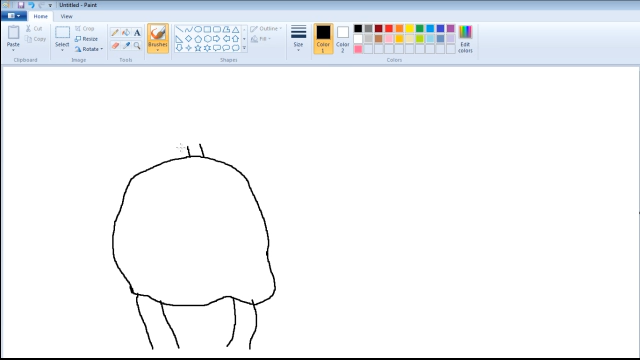 Untitled - Paint
Home View
Paste
Cut
Copy
Clipboard
Select
Crop
Resize
Rotate
Image
Tools
A
Brushes
Shapes
Outline
Fill
Size
Color
1
Color
2
Edit
colors
Colors